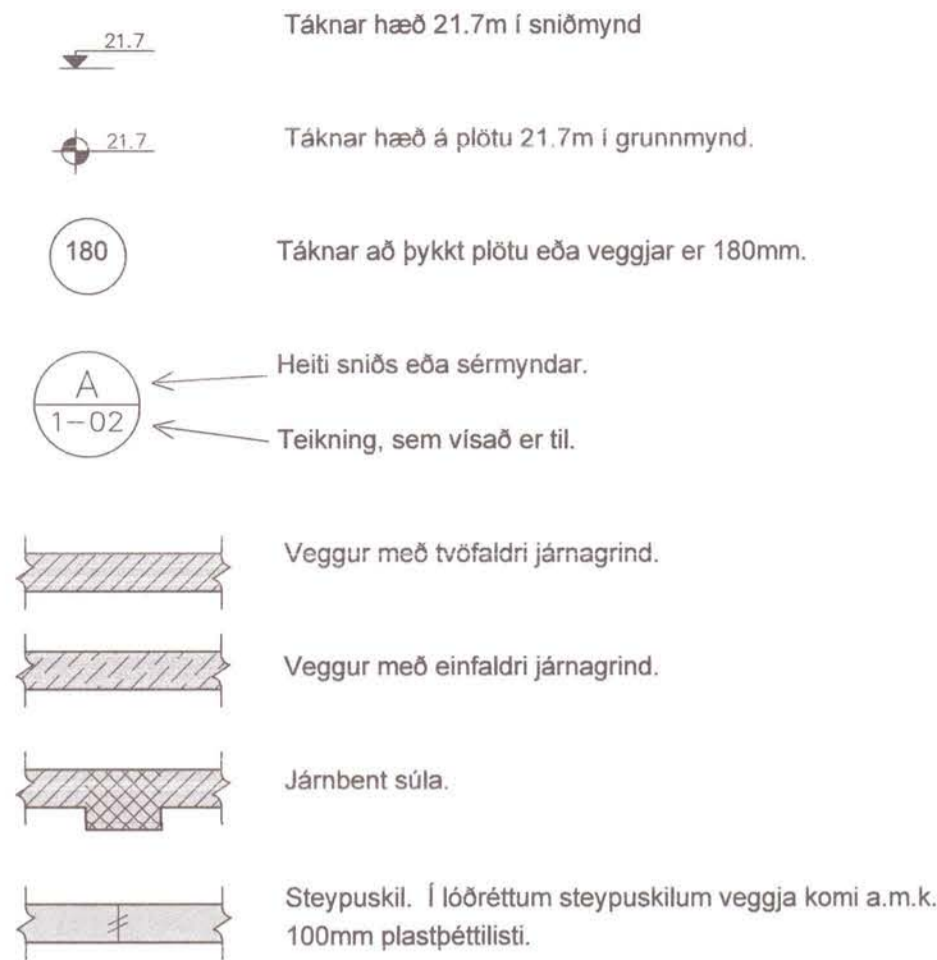 21.7
Táknar hæð 21.7m í sniðmynd
21.7
Táknar hæð á plötu 21.7m í grunnmynd.
180
Táknar að þykkt plötu eða veggjar er 180mm.
A
Heiti sniðs eða sérmyndar.
1-02
Teikning, sem vísað er til.
Veggur með tvöfaldri járnagrind.
Veggur með einfaldri járnagrind.
Járnbent súla.
Steypuskil. Í lóðréttum steypuskilum veggja komi a.m.k.
100mm plastþéttilisti.